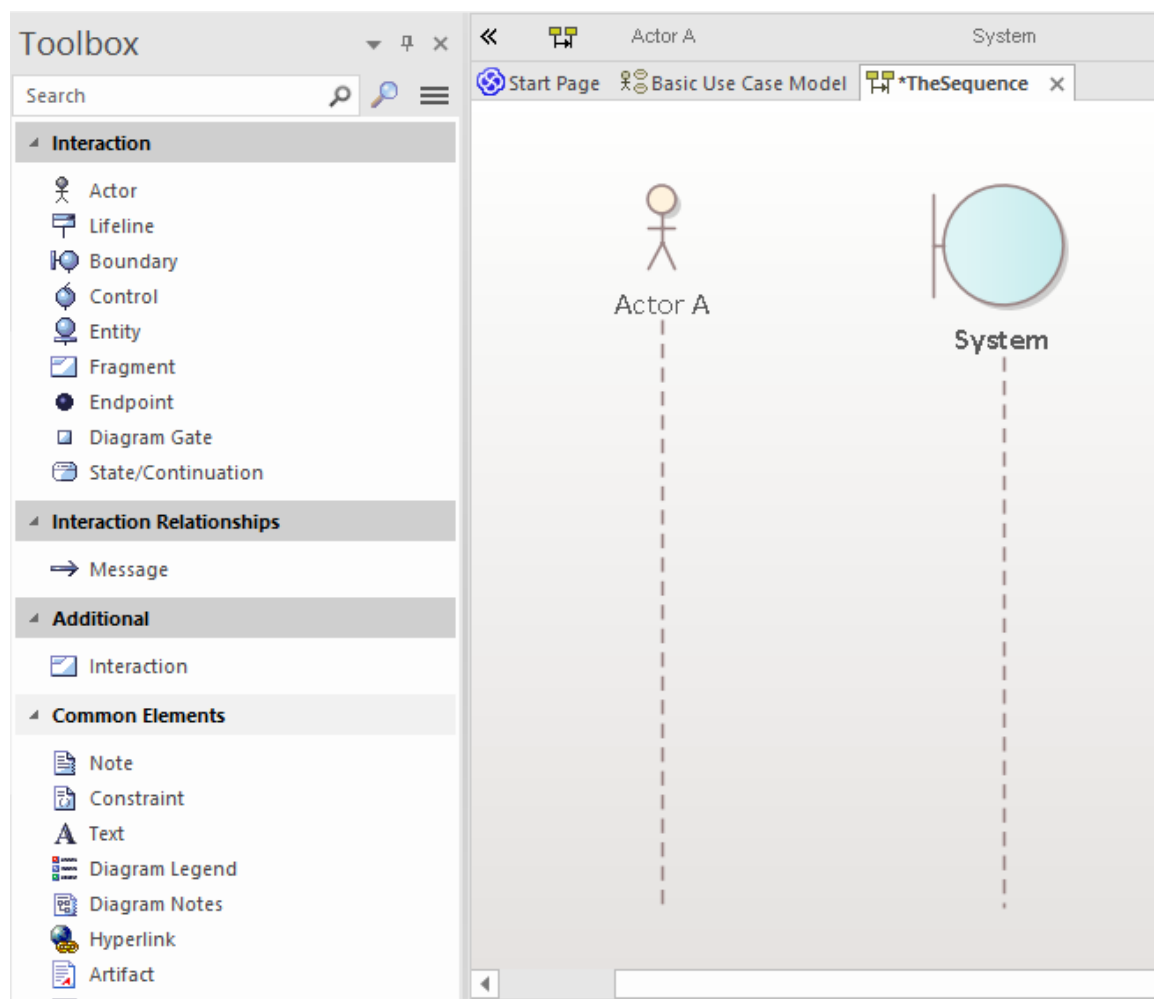 Toolbox
Search
Interaction
Actor
Lifeline
Boundary
Control
Entity
Fragment
Endpoint
Diagram Gate
State/Continuation
Interaction Relationships
Message
Additional
Interaction
Common Elements
Note
Constraint
A Text
Diagram Legend
Diagram Notes
Hyperlink
Artifact
Actor A System
Start Page Basic Use Case Model *TheSequence
Actor A
System